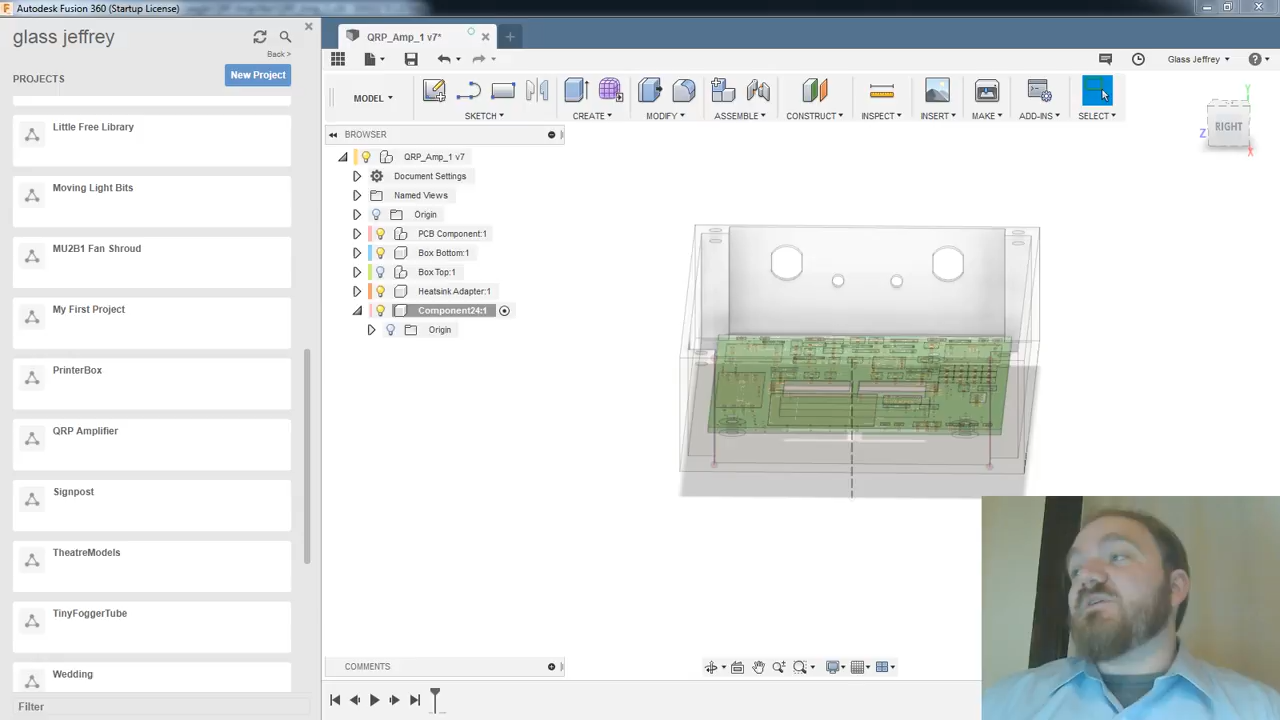 Autodesk Fusion 360 (Startup License)
glass jeffrey
Back >
PROJECTS
New Project
Little Free Library
Moving Light Bits
MU2B1 Fan Shroud
My First Project
PrinterBox
QRP Amplifier
Signpost
TheatreModels
TinyFoggerTube
Wedding
Filter
QRP_Amp_1 v7*
Glass Jeffrey
MODEL
SKETCH
CREATE
MODIFY
ASSEMBLE
CONSTRUCT
INSPECT
INSERT
MAKE
ADD-INS
SELECT
BROWSER
QRP_Amp_1 v7
Document Settings
Named Views
Origin
PCB Component:1
Box Bottom:1
Box Top:1
Heatsink Adapter:1
Component24:1
Origin
Y
RIGHT
Z
X
COMMENTS